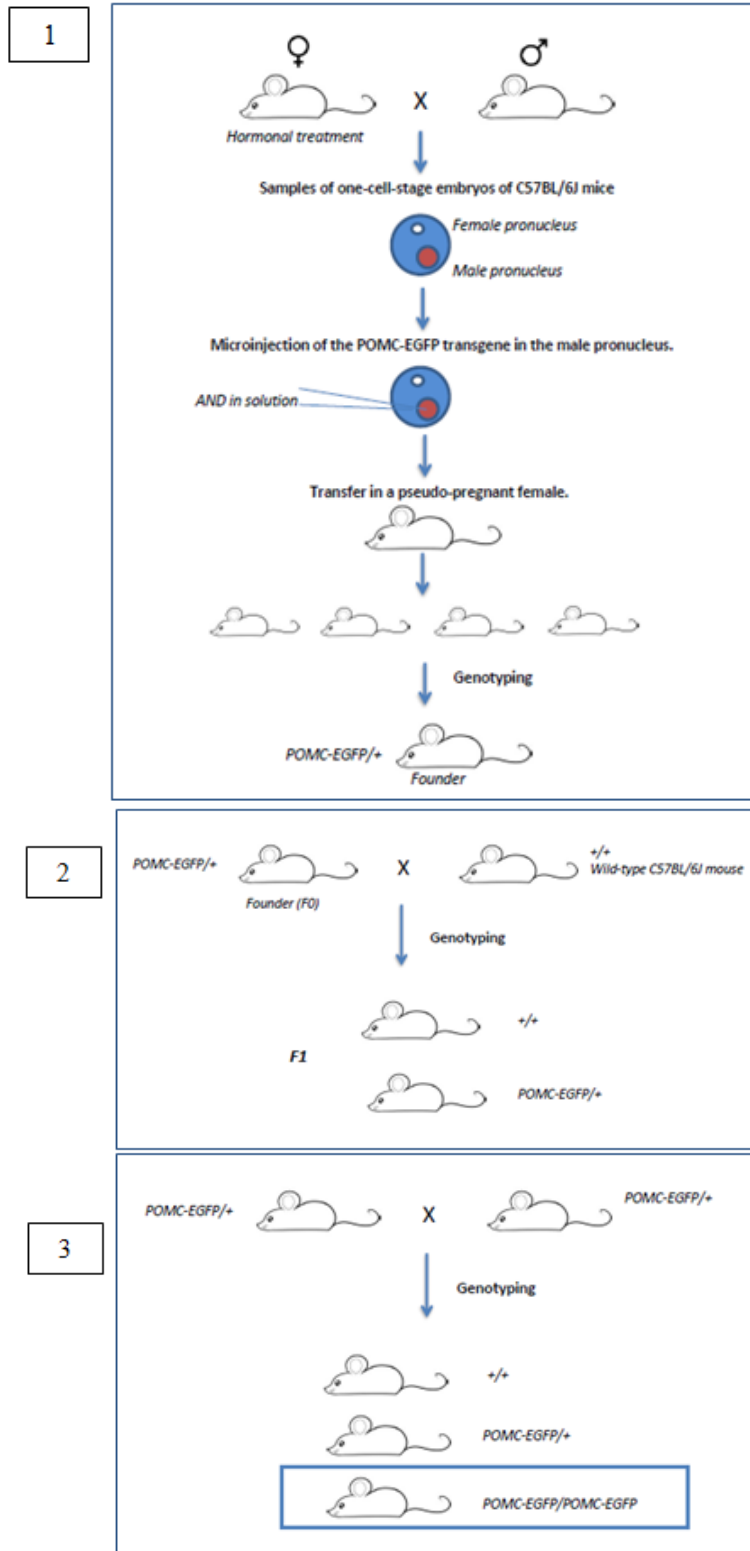 1
♀ ♂
X
Hormonal treatment
Samples of one-cell-stage embryos of C57BL/6J mice
Female pronucleus
Male pronucleus
Microinjection of the POMC-EGFP transgene in the male pronucleus.
AND in solution
Transfer in a pseudo-pregnant female.
Genotyping
POMC-EGFP/+
Founder
2
POMC-EGFP/+
X
+/+
Wild-type C57BL/6J mouse
Founder (F0)
Genotyping
+/+
F1
POMC-EGFP/+
3
POMC-EGFP/+
X
POMC-EGFP/+
Genotyping
+/+
POMC-EGFP/+
POMC-EGFP/POMC-EGFP